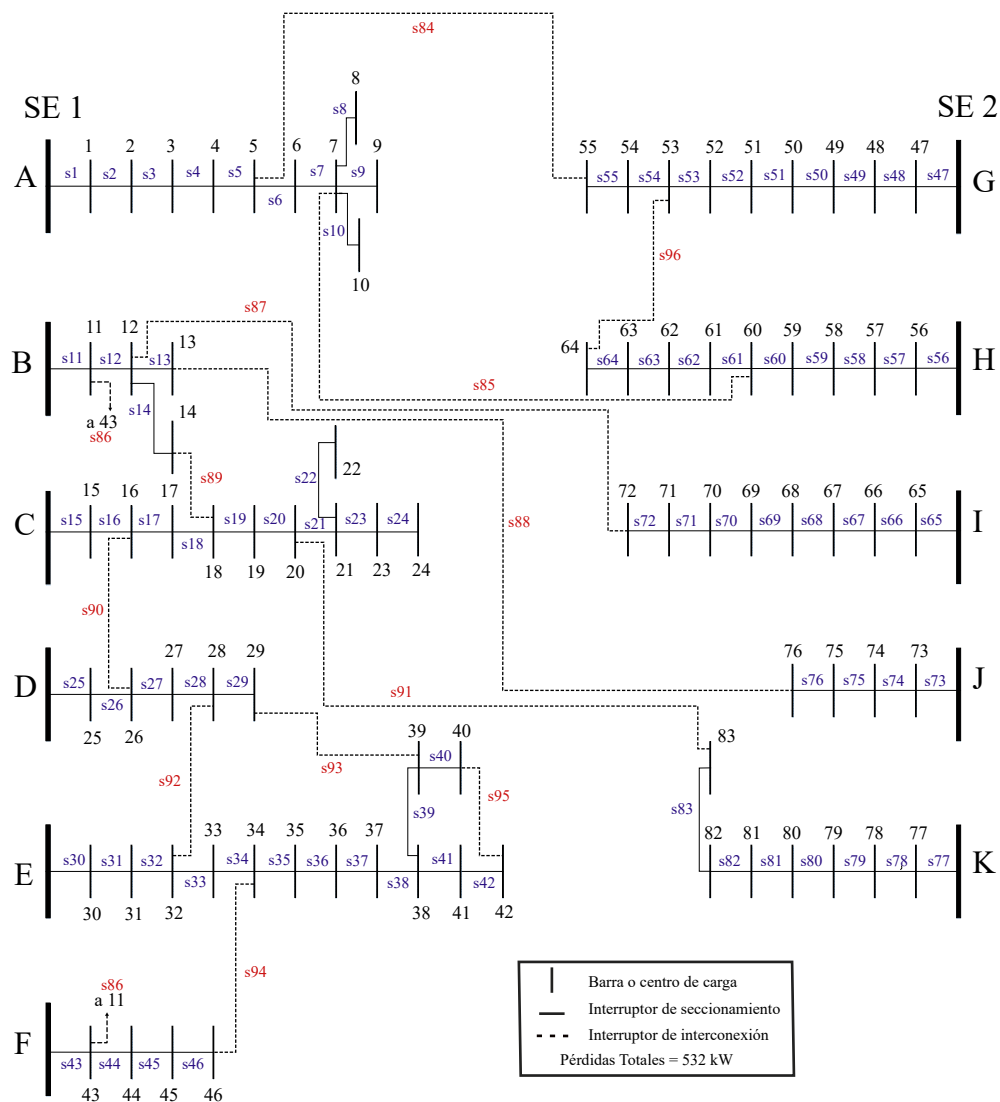 s84
8
SE 1
SE 2
s8
1 2 3 4 5 6 7 9
55 54 53 52 51 50 49 48 47
A s1 s2 s3 s4 s5 s7 s9
s55 s54 s53 s52 s51 s50 s49 s48 s47 G
s6
s10
s96
10
s87
11 12 13
63 62 61 60 59 58 57 56
64
B s11 s12 s13
s64 s63 s62 s61 s60 s59 s58 s57 s56 H
s85
s14
a 43
14
s86
22
s89
s22
15 16 17
72 71 70 69 68 67 66 65
C s15 s16 s17 s19 s20 s21 s23 s24
s88
s72 s71 s70 s69 s68 s67 s66 s65 I
s18
18 19 20 21 23 24
s90
27 28 29
76 75 74 73
D s25 s27 s28 s29
s76 s75 s74 s73 J
s91
s26
25 26
39 40
83
s40
s92
s93
s95
s39
s83
33 34 35 36 37
82 81 80 79 78 77
E s30 s31 s32 s34 s35 s36 s37 s41
s82 s81 s80 s79 s78 s77 K
s33 s38 s42
30 31 32 38 41 42
s94
s86
a 11
F
s43 s44 s45 s46
43 44 45 46
Barra o centro de carga
Interruptor de seccionamiento
Interruptor de interconexión
Pérdidas Totales = 532 kW